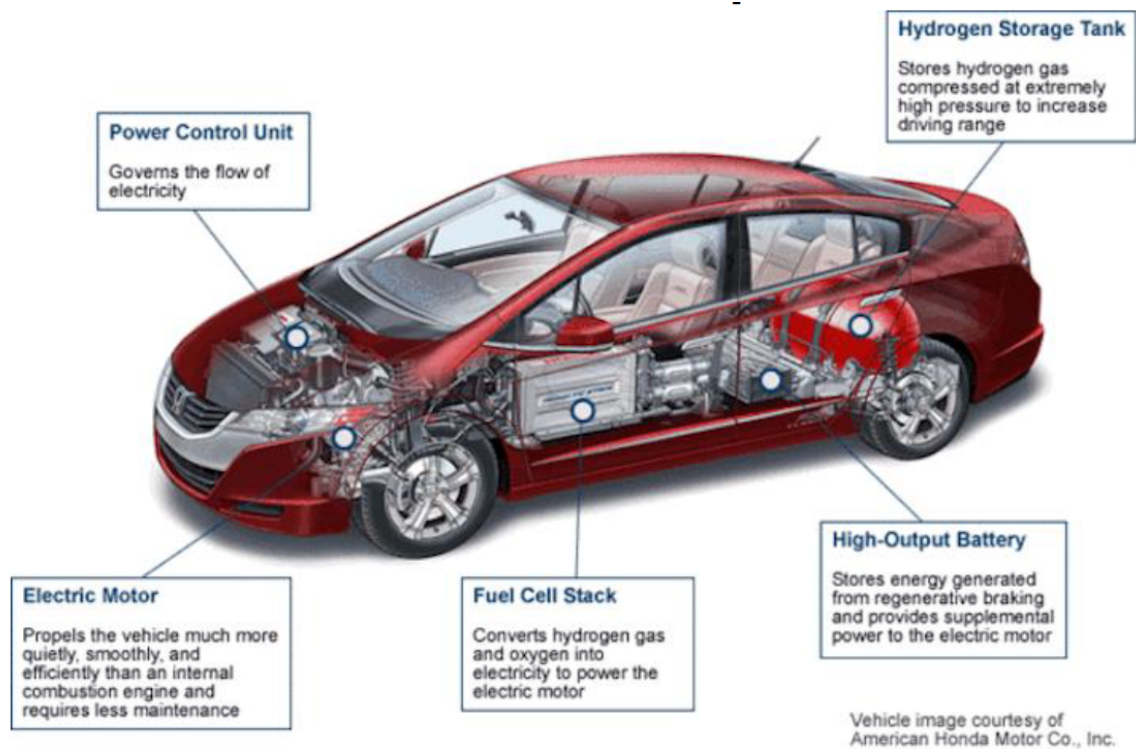 Hydrogen Storage Tank
Stores hydrogen gas
compressed at extremely
high pressure to increase
driving range
Power Control Unit
Governs the flow of
electricity
Electric Motor
Propels the vehicle much more
quietly, smoothly, and
efficiently than an internal
combustion engine and
requires less maintenance
Fuel Cell Stack
Converts hydrogen gas
and oxygen into
electricity to power the
electric motor
High-Output Battery
Stores energy generated
from regenerative braking
and provides supplemental
power to the electric motor
Vehicle image courtesy of
American Honda Motor Co., Inc.